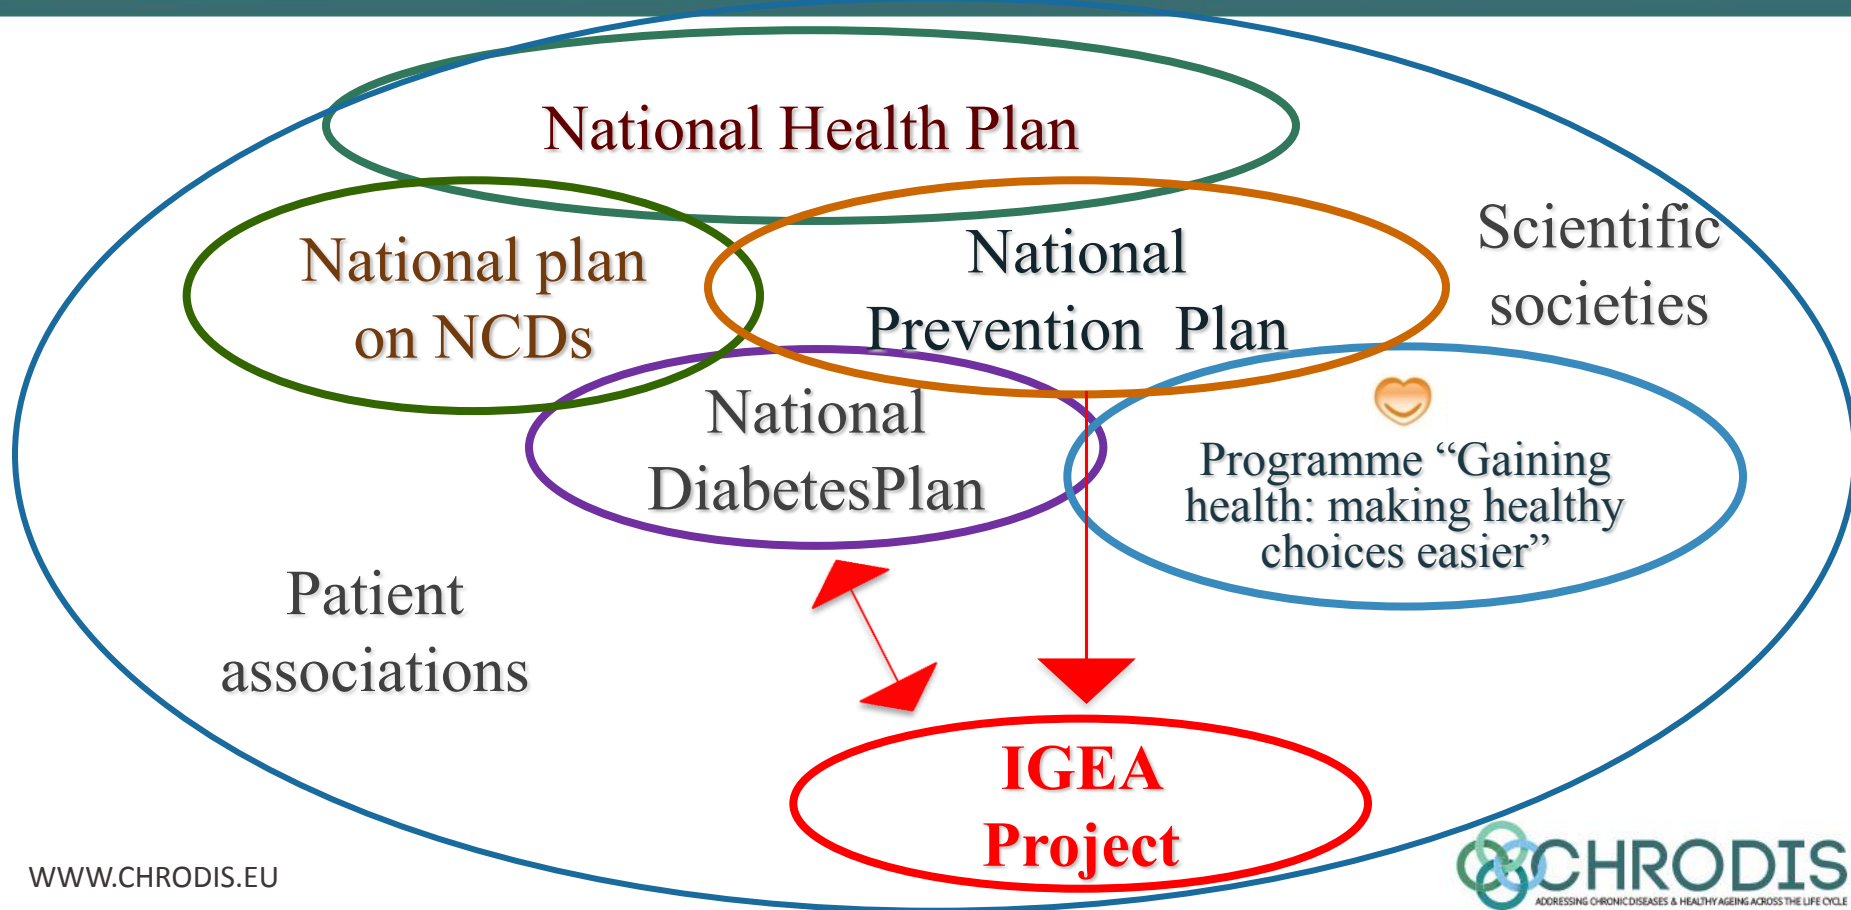 National Health Plan
National plan
on NCDs
National
Prevention Plan
Scientific
societies
National
DiabetesPlan
Programme “Gaining
health: making healthy
choices easier”
Patient
associations
IGEA
Project
WWW.CHRODIS.EU
CHRODIS
ADDRESSING CHRONIC DISEASES & HEALTHY AGEING ACROSS THE LIFE CYCLE